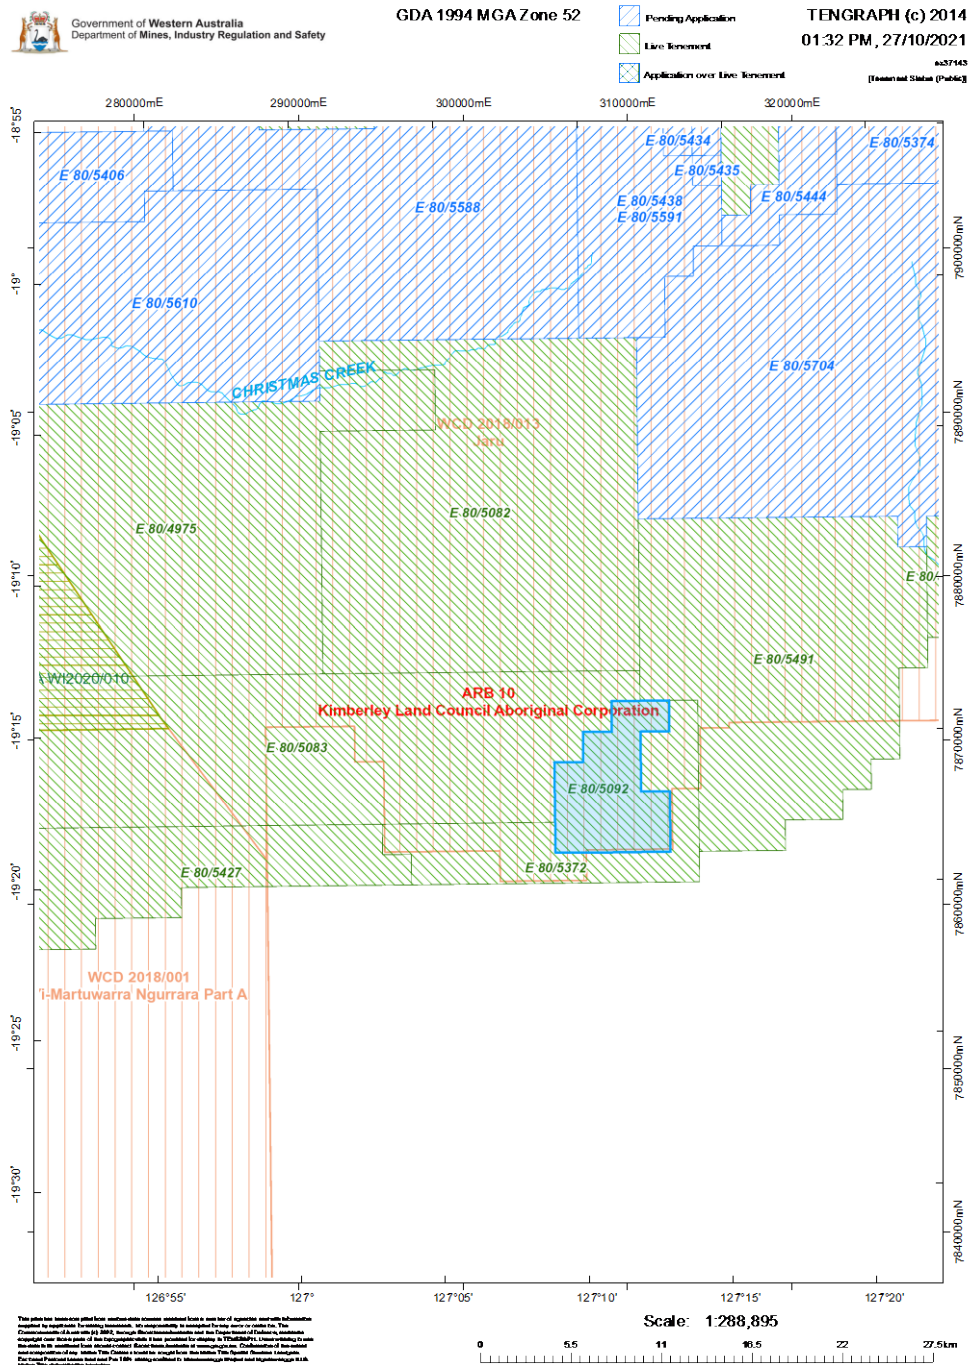 Government of Western Australia
Department of Mines, Industry Regulation and Safety
GDA 1994 MGA Zone 52
Pending Application
Live Tenement
Application over Live Tenement
TENGRAPH (c) 2014
01:32 PM, 27/10/2021
[Tenement Status (Public)]
280000mE
290000mE
300000mE
310000mE
320000mE
-18°55'
-19°
-19°05'
-19°10'
-19°15'
-19°20'
-19°25'
-19°30'
7900000mN
7890000mN
7880000mN
7870000mN
7860000mN
7850000mN
7840000mN
E 80/5406
E 80/5588
E 80/5434
E 80/5435
E 80/5374
E 80/5438
E 80/5591
E 80/5444
E 80/5610
E 80/5704
CHRISTMAS CREEK
WCD 2018/013
Jaru
E 80/4975
E 80/5082
E 80/
E 80/5491
WI2020/010
ARB 10
Kimberley Land Council Aboriginal Corporation
E 80/5083
E 80/5092
E 80/5427
E 80/5372
WCD 2018/001
i-Martuwarra Ngurrara Part A
126°55'
127°
127°05'
127°10'
127°15'
127°20'
Scale: 1:288,895
0
5.5
11
16.5
22
27.5km